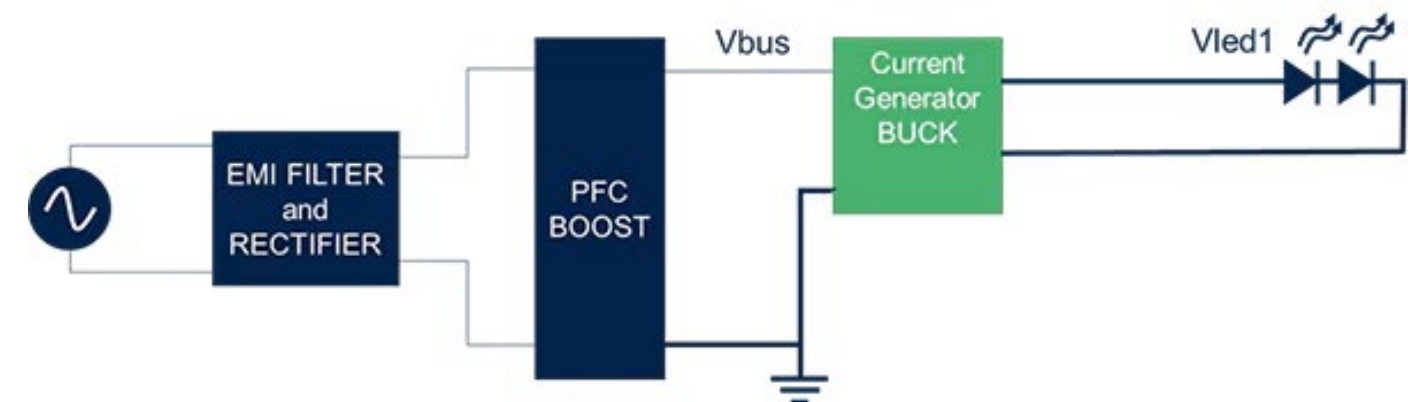 EMI FILTER
and
RECTIFIER
PFC
BOOST
Vbus
Current
Generator
BUCK
Vled1